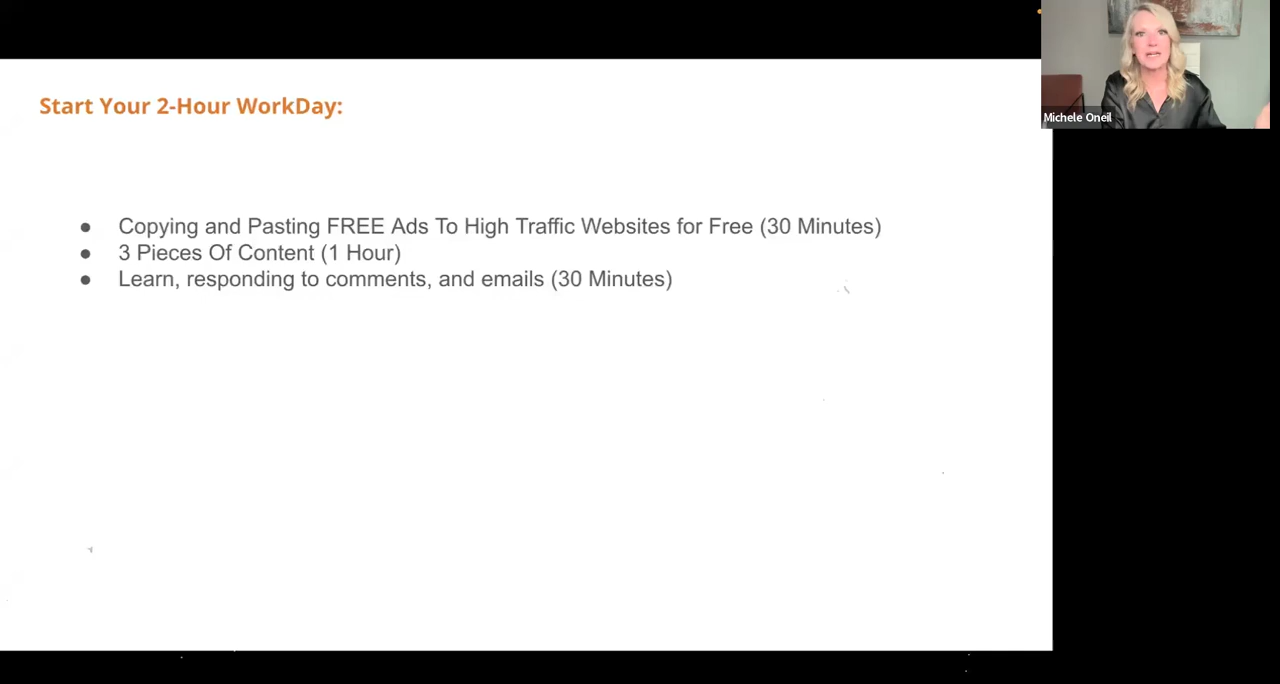 Start Your 2-Hour WorkDay:
● Copying and Pasting FREE Ads To High Traffic Websites for Free (30 Minutes)
● 3 Pieces Of Content (1 Hour)
● Learn, responding to comments, and emails (30 Minutes)
Michele Oneil